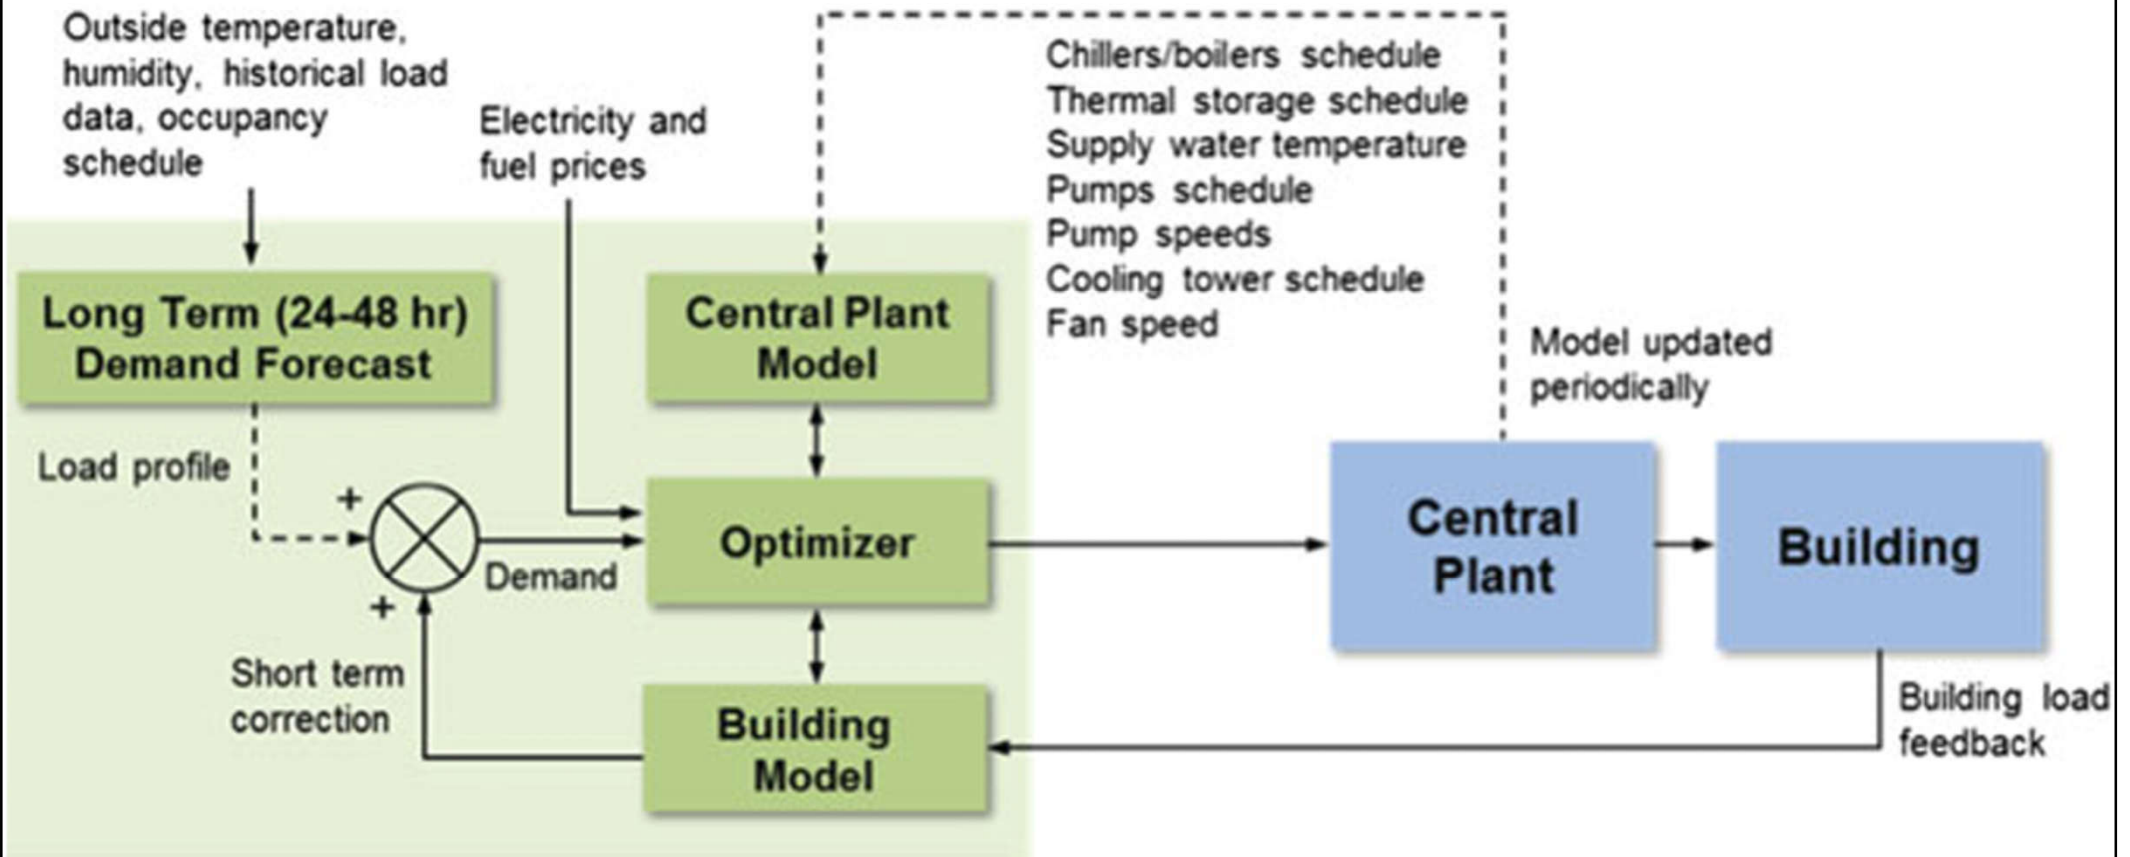 Outside temperature,
humidity, historical load
data, occupancy
schedule
Electricity and
fuel prices
Chillers/boilers schedule
Thermal storage schedule
Supply water temperature
Pumps schedule
Pump speeds
Cooling tower schedule
Fan speed
Model updated
periodically
Long Term (24-48 hr)
Demand Forecast
Central Plant
Model
Load profile
+
Optimizer
Demand
+
Central
Plant
Building
Short term
correction
Building
Model
Building load
feedback